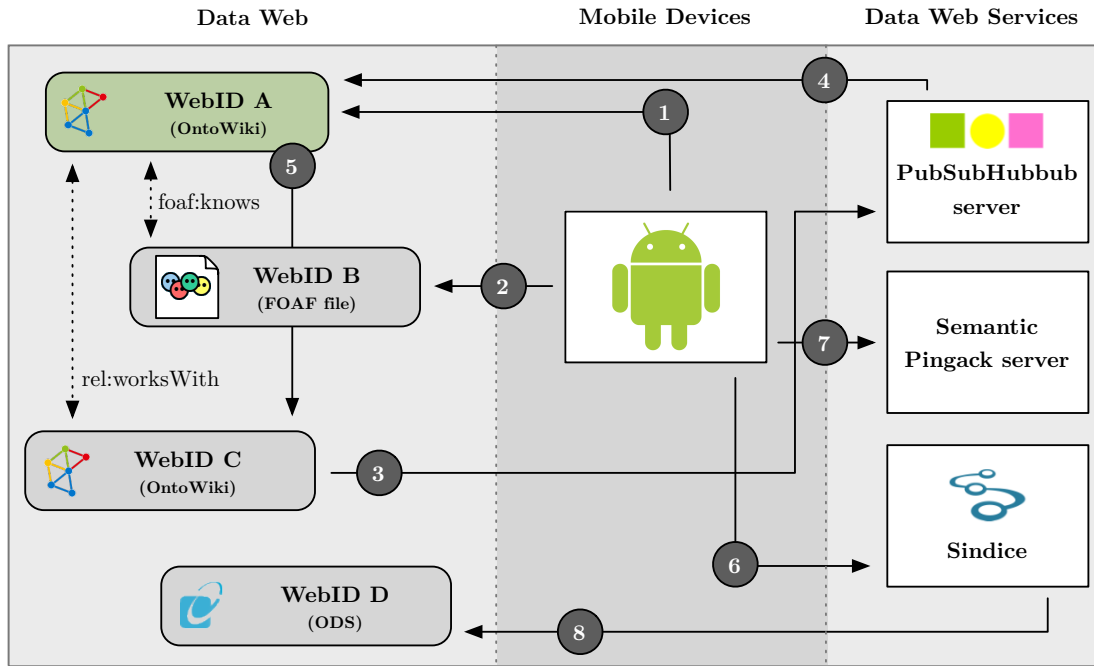 Data Web
Mobile Devices
Data Web Services
4
WebID A
(OntoWiki)
1
5
PubSubHubbub
server
foaf:knows
WebID B
(FOAF file)
2
7
Semantic
Pingack server
rel:worksWith
WebID C
(OntoWiki)
3
Sindice
6
WebID D
(ODS)
8